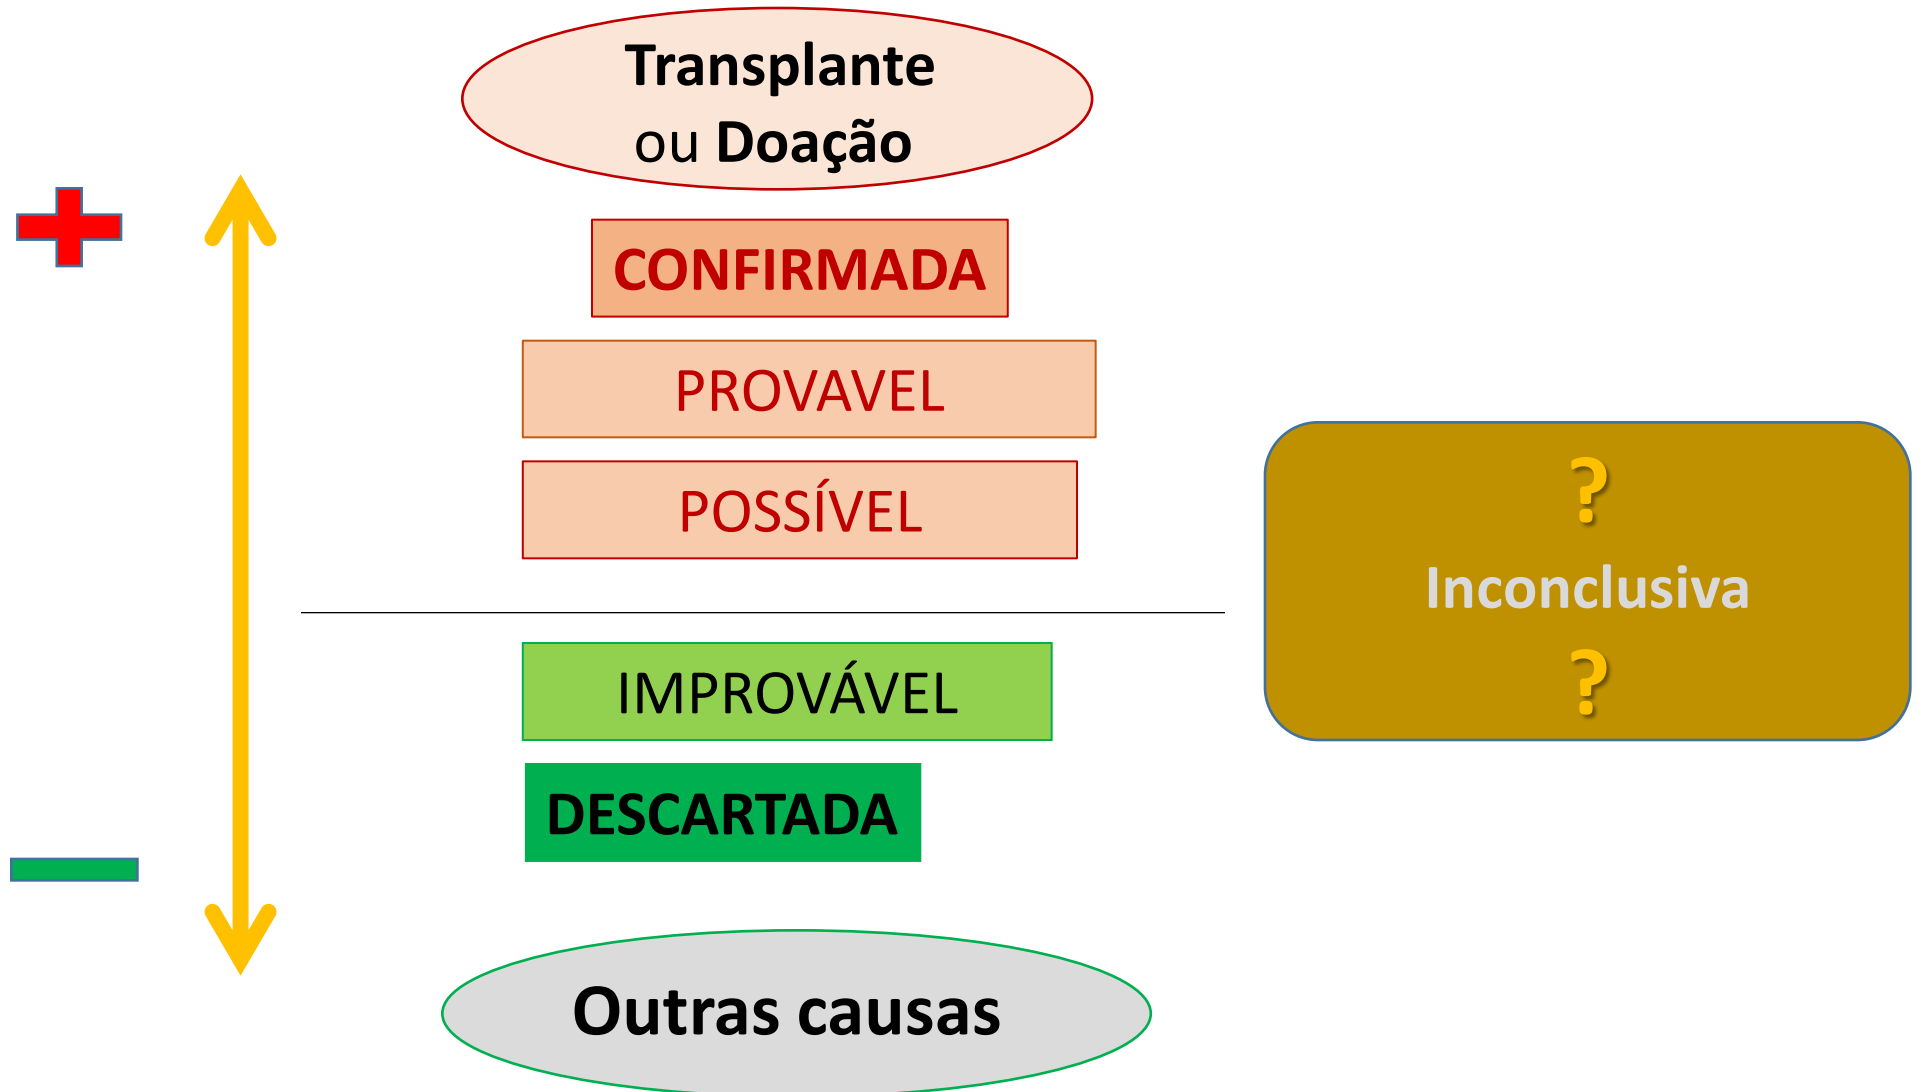 Transplante
ou Doação
CONFIRMADA
PROVAVEL
POSSÍVEL
?
Inconclusiva
?
IMPROVÁVEL
DESCARTADA
Outras causas